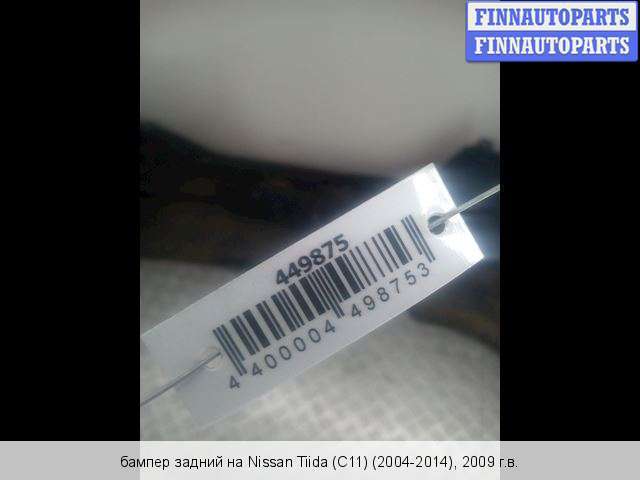 FINNAUTOPARTS
FINNAUTOPARTS
449875
4 400004 498753
бампер задний на Nissan Tiida (C11) (2004-2014), 2009 г.в.